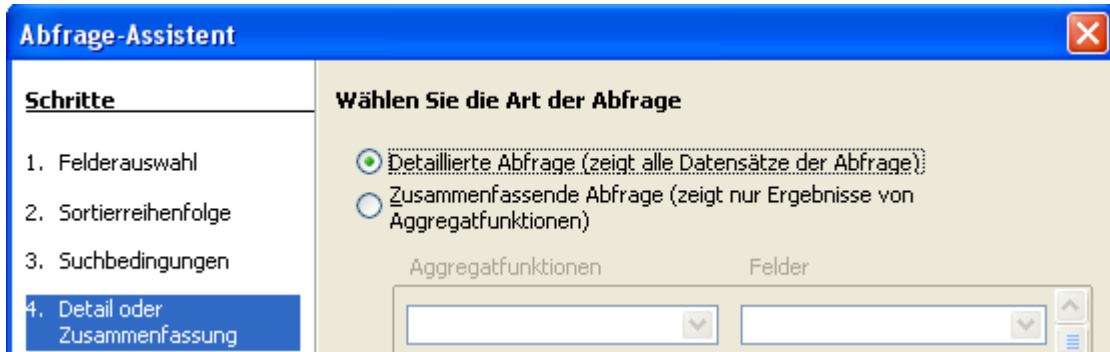 Abfrage-Assistent
Schritte
1. Felderauswahl
2. Sortierreihenfolge
3. Suchbedingungen
4. Detail oder
Zusammenfassung
Wählen Sie die Art der Abfrage
Detaillierte Abfrage (zeigt alle Datensätze der Abfrage)
Zusammenfassende Abfrage (zeigt nur Ergebnisse von
Aggregatfunktionen)
Aggregatfunktionen
Felder